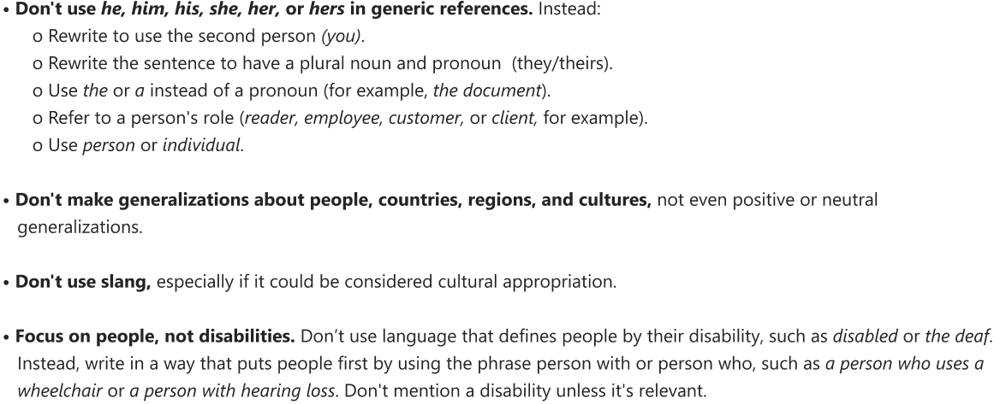 • Don't use he, him, his, she, her, or hers in generic references. Instead:
o Rewrite to use the second person (you).
o Rewrite the sentence to have a plural noun and pronoun  (they/theirs).
o Use the or a instead of a pronoun (for example, the document).
o Refer to a person's role (reader, employee, customer, or client, for example).
o Use person or individual.
• Don't make generalizations about people, countries, regions, and cultures, not even positive or neutral
generalizations.
• Don't use slang, especially if it could be considered cultural appropriation.
• Focus on people, not disabilities. Don’t use language that defines people by their disability, such as disabled or the deaf.
Instead, write in a way that puts people first by using the phrase person with or person who, such as a person who uses a
wheelchair or a person with hearing loss. Don't mention a disability unless it's relevant.